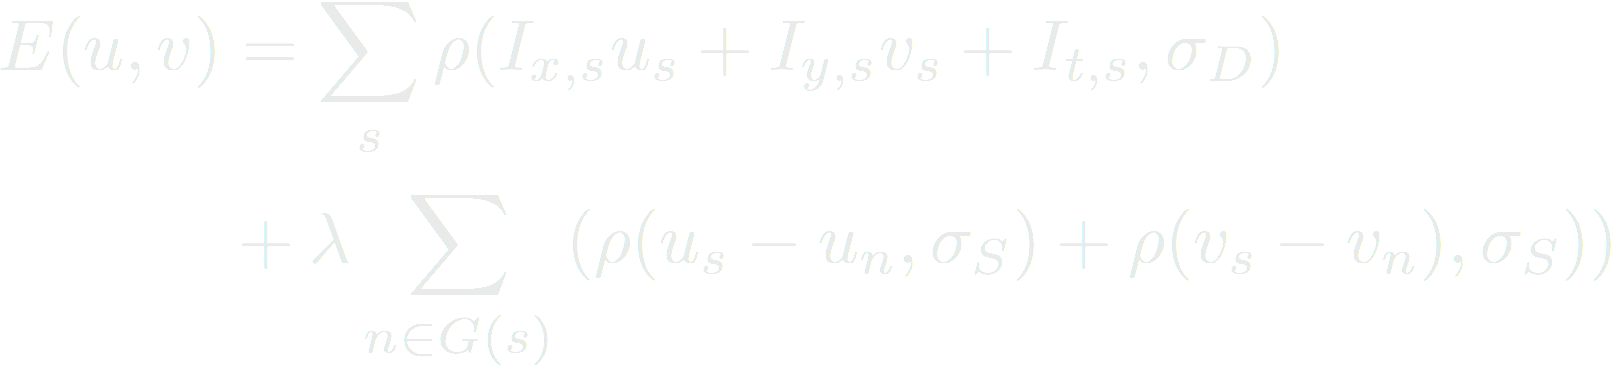 E(u, v) = ∑_s ρ(I_{x,s} u_s + I_{y,s} v_s + I_{t,s}, σ_D)
+ λ ∑_{n∈G(s)} (ρ(u_s − u_n, σ_S) + ρ(v_s − v_n), σ_S))